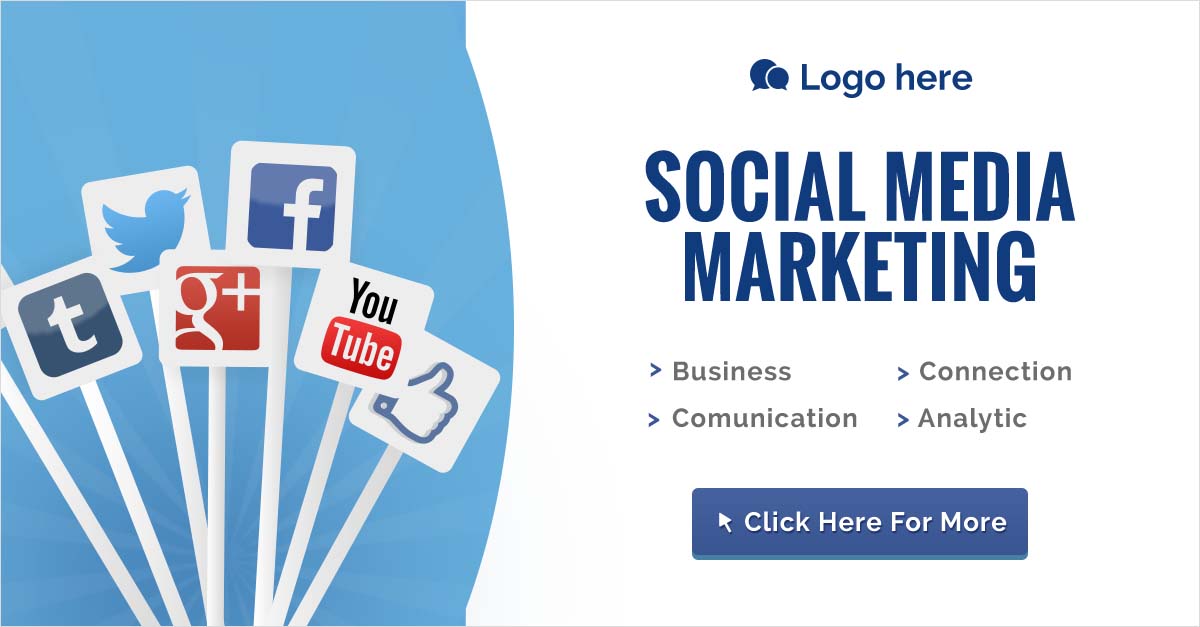 Logo here
SOCIAL MEDIA
MARKETING
> Business
> Connection
> Comunication
> Analytic
Click Here For More
f
t
g+
You
Tube